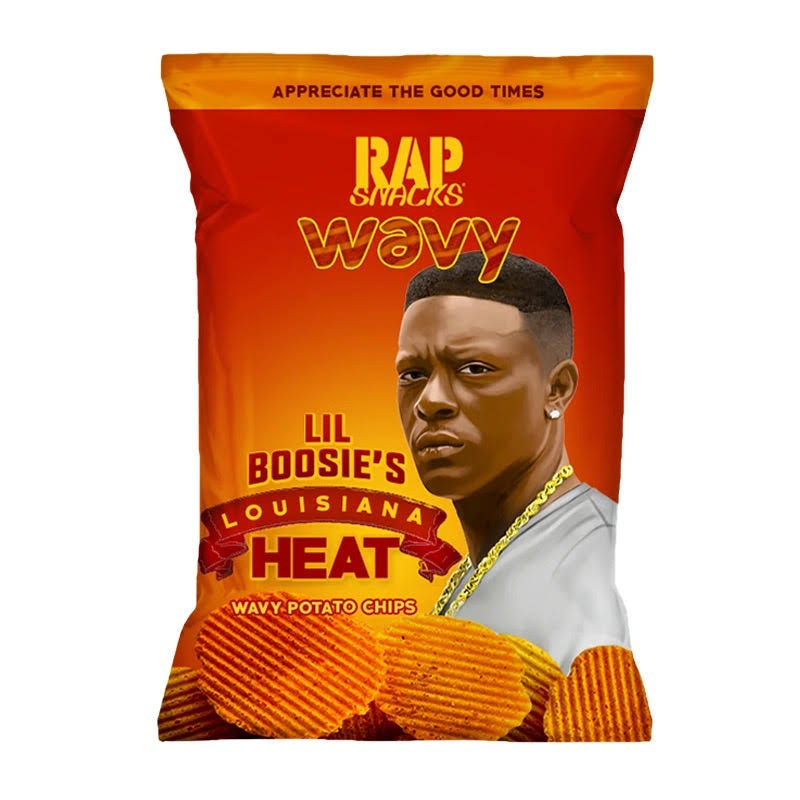 APPRECIATE THE GOOD TIMES
RAP
SNACKS®
wavy
LIL
BOOSIE'S
LOUISIANA
HEAT
WAVY POTATO CHIPS